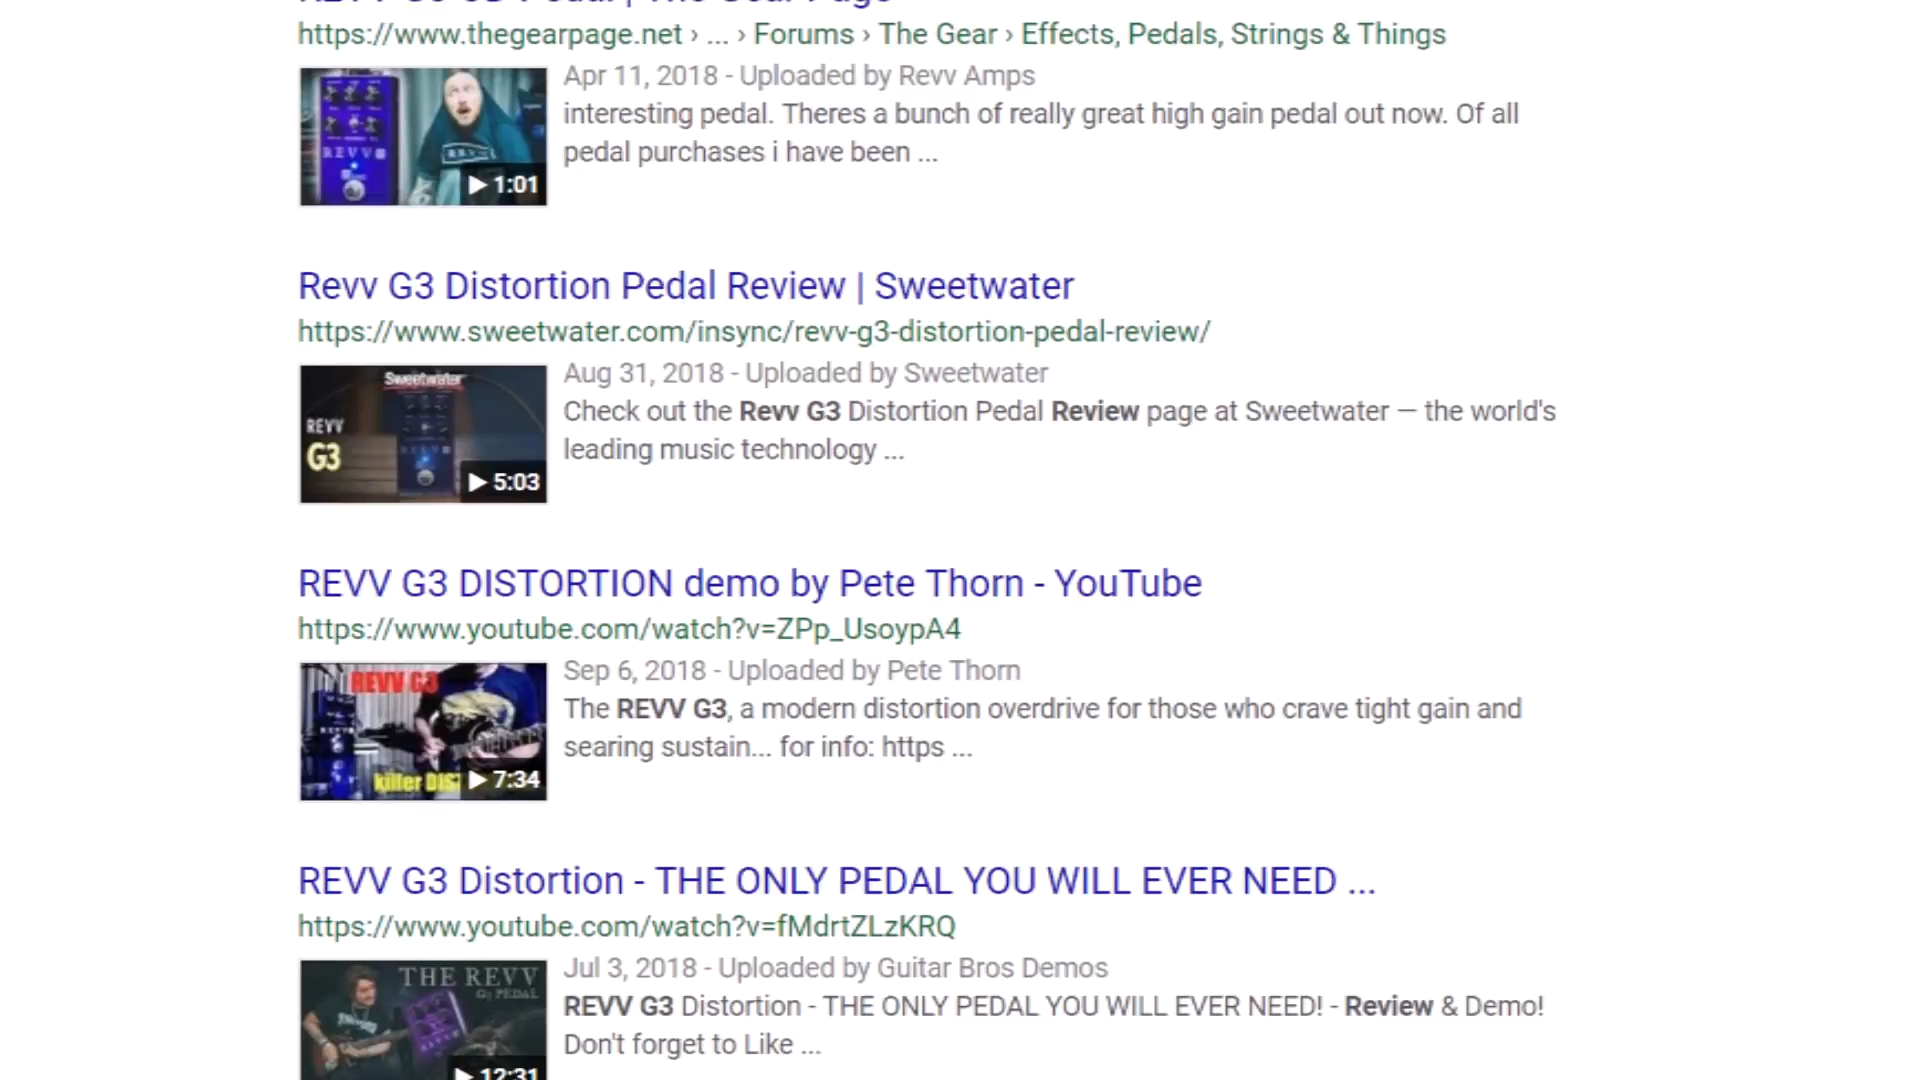 https://www.thegearpage.net › ... › Forums › The Gear › Effects, Pedals, Strings & Things
Apr 11, 2018 - Uploaded by Revv Amps
interesting pedal. Theres a bunch of really great high gain pedal out now. Of all
pedal purchases i have been ...
REVV
1:01
Revv G3 Distortion Pedal Review | Sweetwater
https://www.sweetwater.com/insync/revv-g3-distortion-pedal-review/
Sweetwater
REVV
G3
5:03
Aug 31, 2018 - Uploaded by Sweetwater
Check out the Revv G3 Distortion Pedal Review page at Sweetwater — the world's
leading music technology ...
REVV G3 DISTORTION demo by Pete Thorn - YouTube
https://www.youtube.com/watch?v=ZPp_UsoypA4
REVV G3
killer DIST
7:34
Sep 6, 2018 - Uploaded by Pete Thorn
The REVV G3, a modern distortion overdrive for those who crave tight gain and
searing sustain... for info: https ...
REVV G3 Distortion - THE ONLY PEDAL YOU WILL EVER NEED ...
https://www.youtube.com/watch?v=fMdrtZLzKRQ
THE REVV
G3 PEDAL
12:31
Jul 3, 2018 - Uploaded by Guitar Bros Demos
REVV G3 Distortion - THE ONLY PEDAL YOU WILL EVER NEED! - Review & Demo!
Don't forget to Like ...